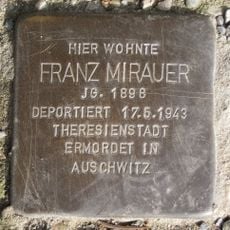 HIER WOHNTE
FRANZ MIRAUER
JG. 1898
DEPORTIERT 17.5.1943
THERESIENSTADT
ERMORDET IN
AUSCHWITZ